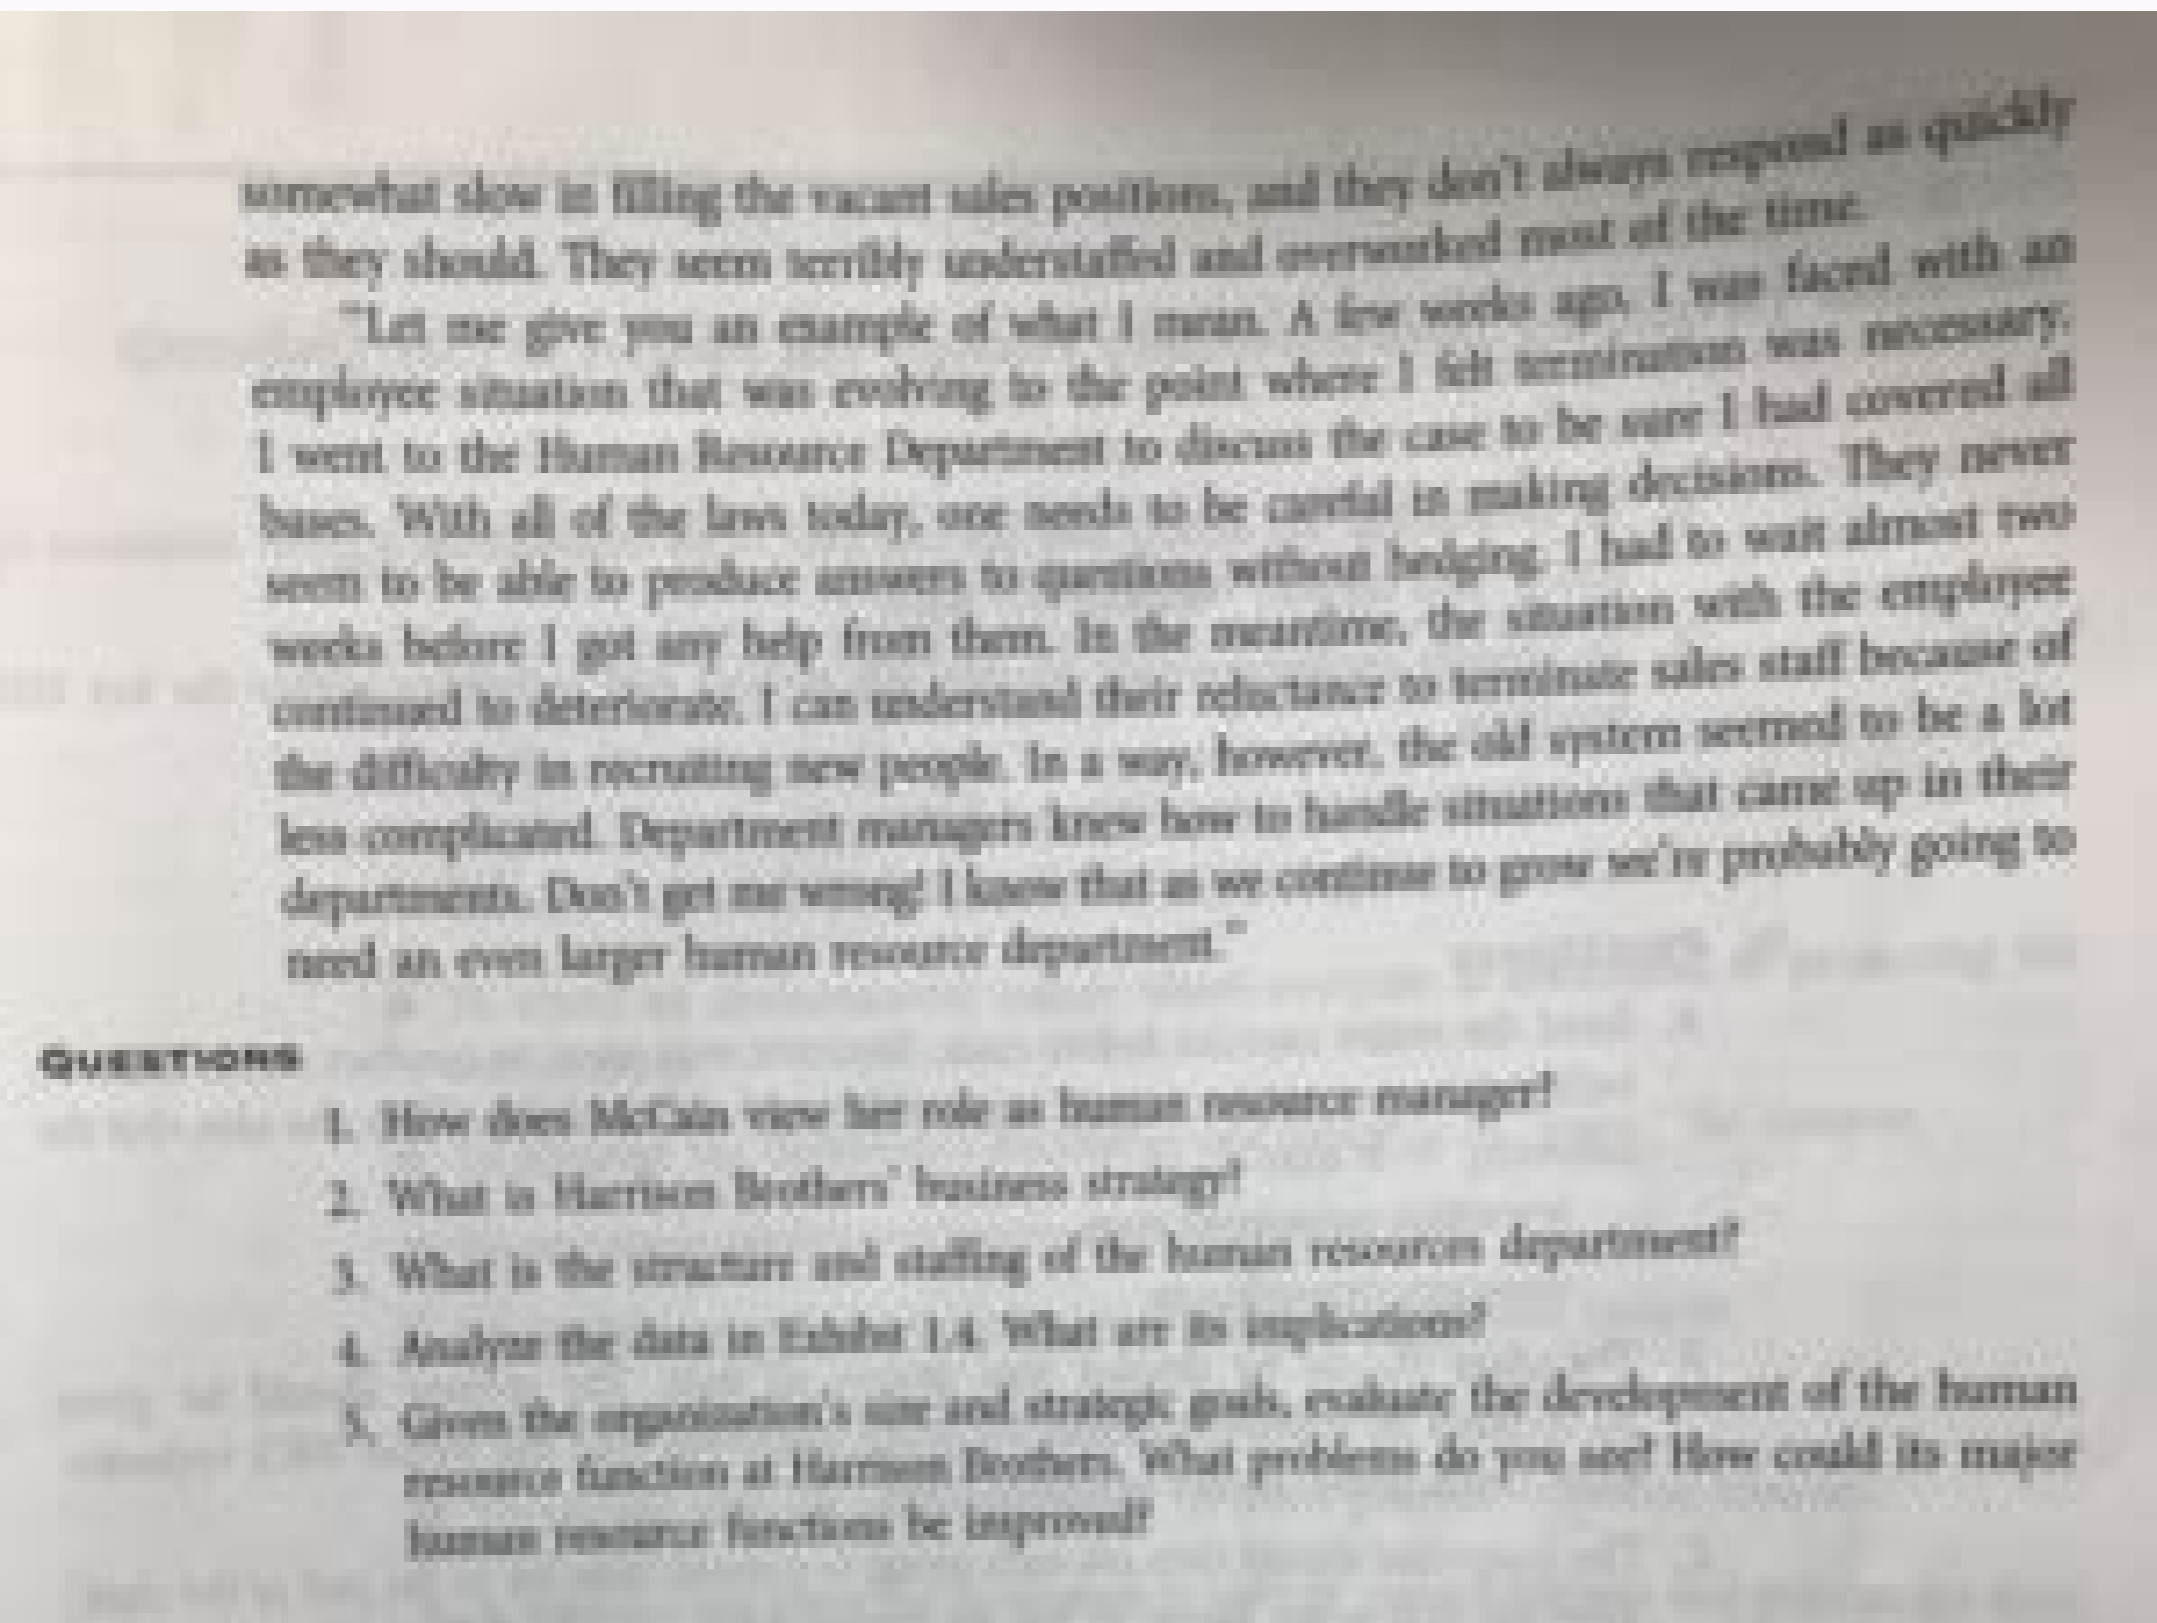 somewhat slow in filling the vacant sales positions, and they don't always respond as quickly
as they should. They seem terribly understaffed and overworked most of the time.
"Let me give you an example of what I mean. A few weeks ago, I was faced with an
employee situation that was evolving to the point where I felt termination was necessary.
I went to the Human Resource Department to discuss the case to be sure I had covered all
bases. With all of the laws today, one needs to be careful in making decisions. They never
seem to be able to produce answers to questions without hedging. I had to wait almost two
weeks before I got any help from them. In the meantime, the situation with the employee
continued to deteriorate. I can understand their reluctance to terminate sales staff because of
the difficulty in recruiting new people. In a way, however, the old system seemed to be a lot
less complicated. Department managers knew how to handle situations that came up in their
departments. Don't get me wrong! I know that as we continue to grow we're probably going to
need an even larger human resource department."
QUESTIONS
1. How does McCain view her role as human resource manager?
2. What is Harrison Brothers' business strategy?
3. What is the structure and staffing of the human resources department?
4. Analyze the data in Exhibit 1.4. What are its implications?
5. Given the organization's size and strategic goals, evaluate the development of the human
resource function at Harrison Brothers. What problems do you see? How could its major
human resource functions be improved?